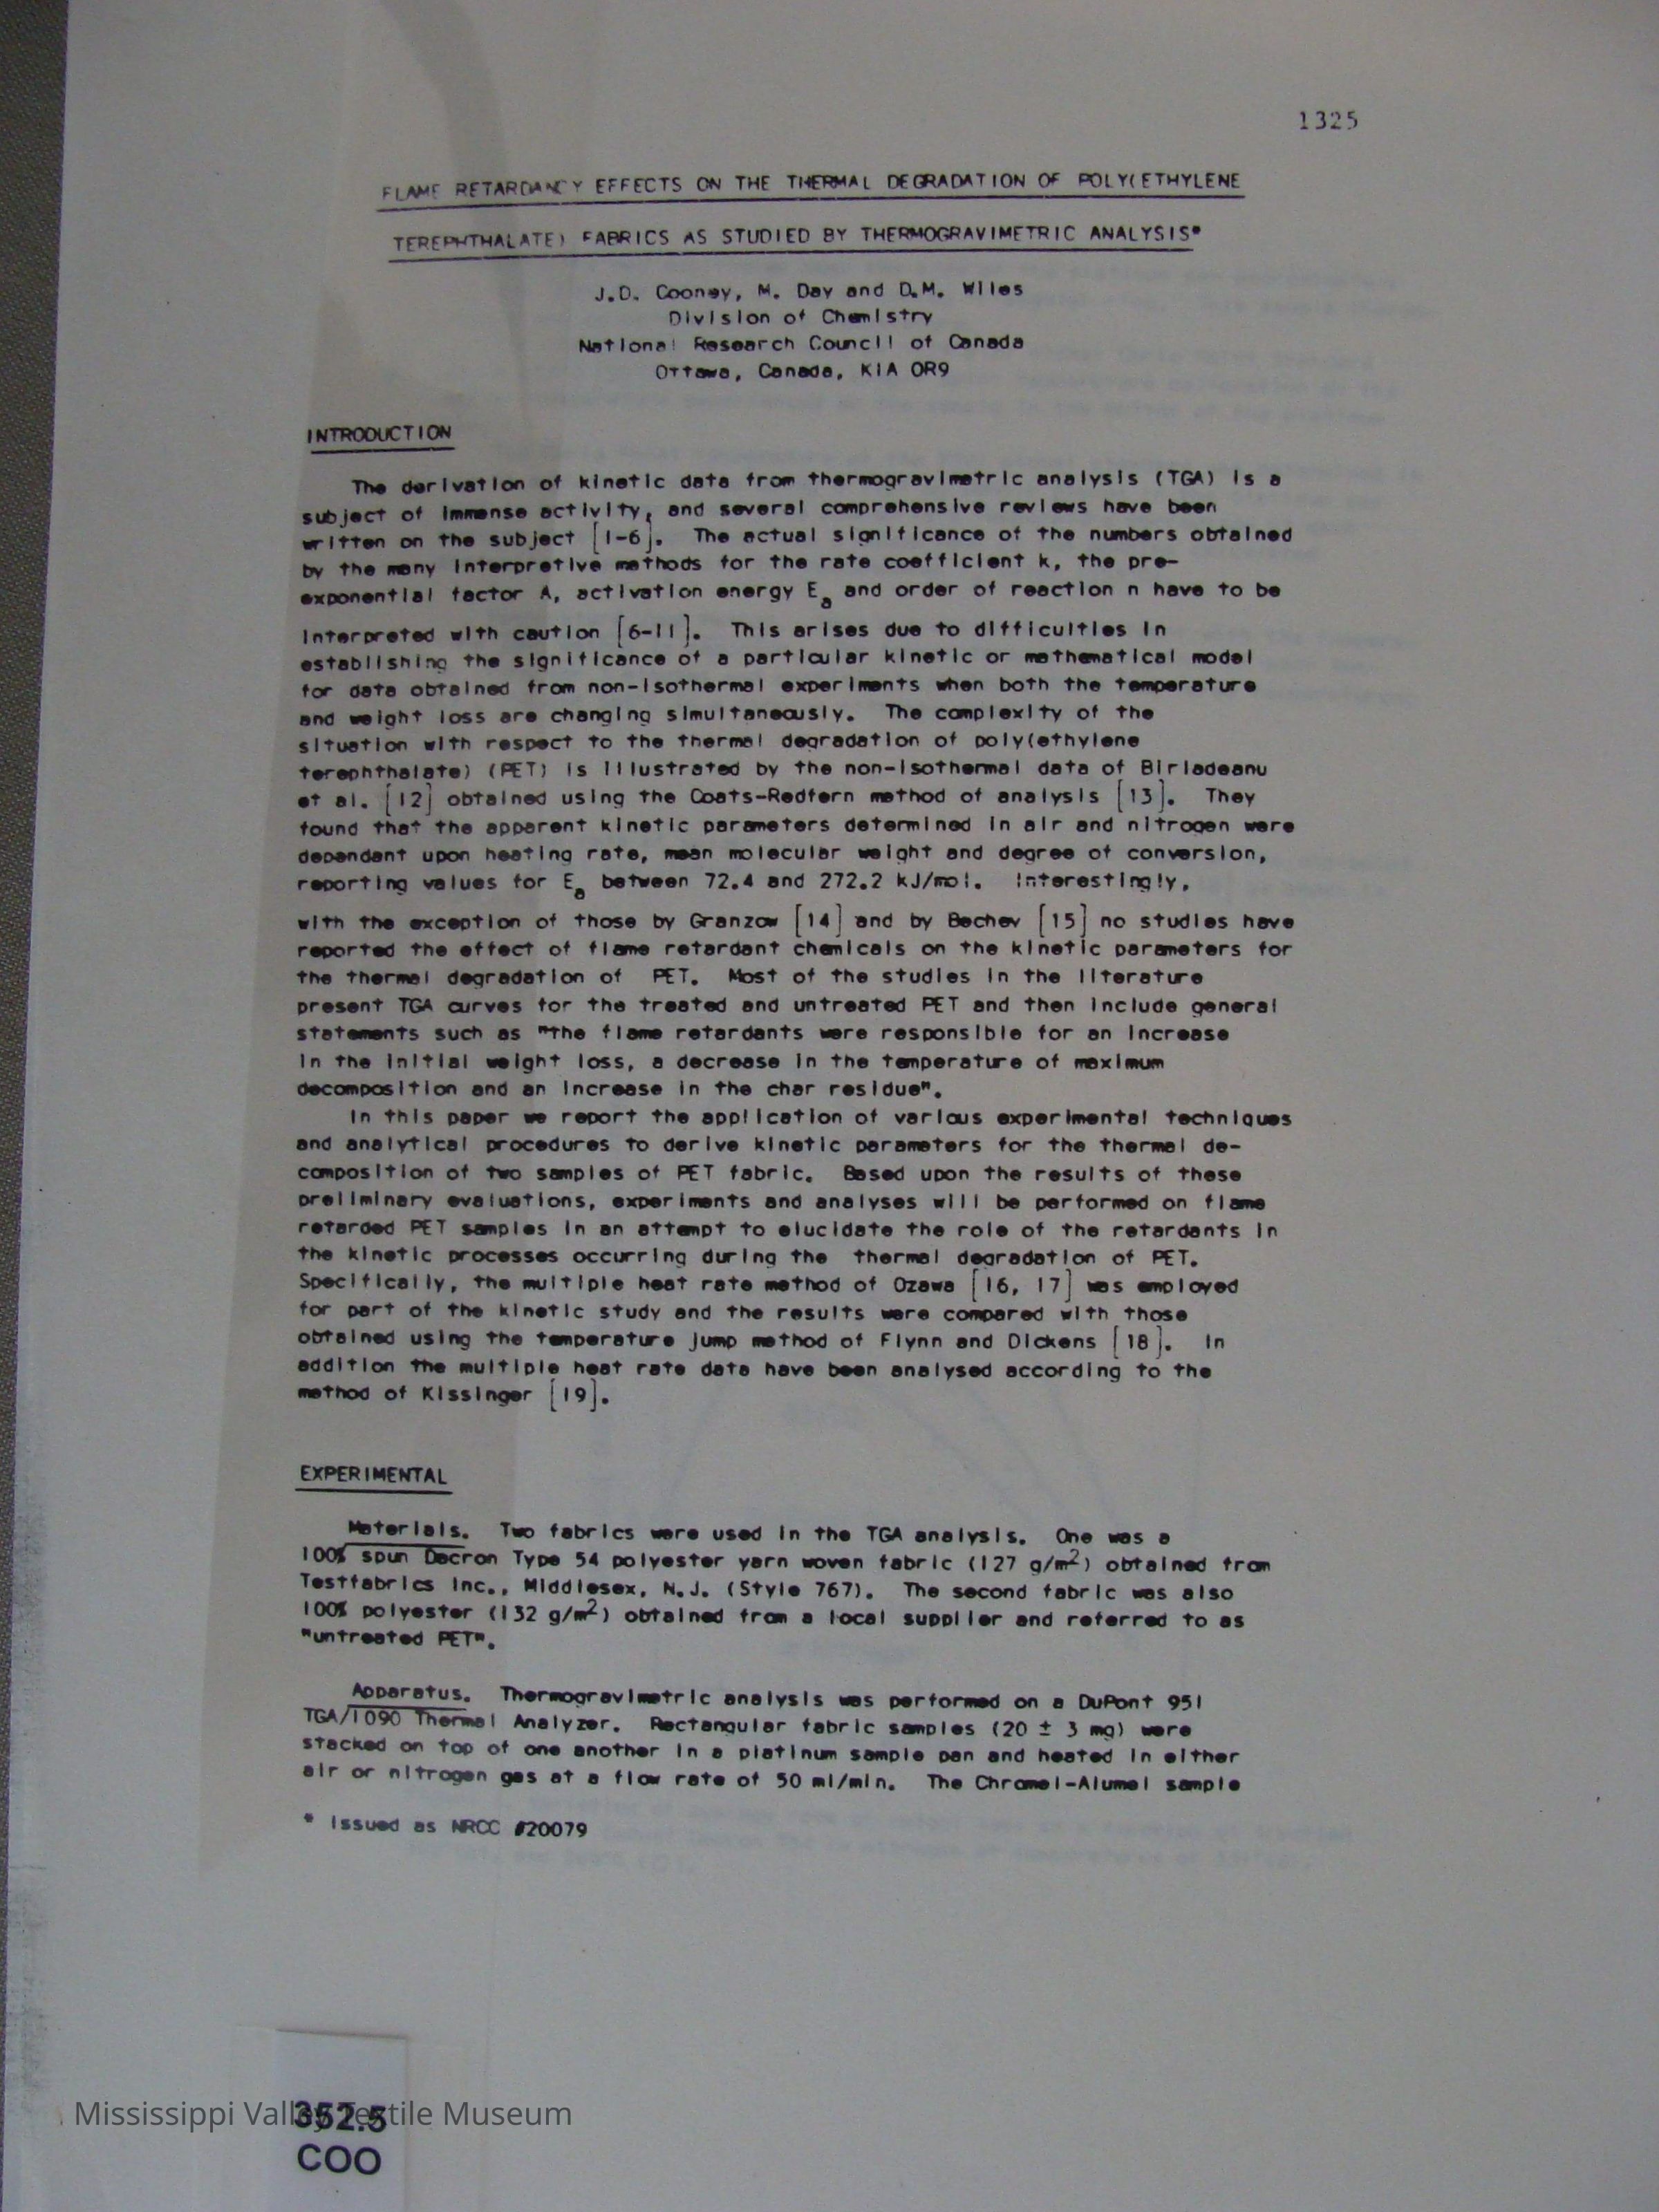 1325
FLAME RETARDANCY EFFECTS ON THE THERMAL DEGRADATION OF POLY(ETHYLENE
TEREPHTHALATE) FABRICS AS STUDIED BY THERMOGRAVIMETRIC ANALYSIS*
J.D. Cooney, M. Day and D.M. Wiles
Division of Chemistry
National Research Council of Canada
Ottawa, Canada, K1A 0R9
INTRODUCTION
The derivation of kinetic data from thermogravimetric analysis (TGA) is a
subject of immense activity, and several comprehensive reviews have been
written on the subject [1-6]. The actual significance of the numbers obtained
by the many interpretive methods for the rate coefficient k, the pre-
exponential factor A, activation energy Ea and order of reaction n have to be
interpreted with caution [6-11]. This arises due to difficulties in
establishing the significance of a particular kinetic or mathematical model
for data obtained from non-isothermal experiments when both the temperature
and weight loss are changing simultaneously. The complexity of the
situation with respect to the thermal degradation of poly(ethylene
terephthalate) (PET) is illustrated by the non-isothermal data of Birladeanu
et al. [12] obtained using the Coats-Redfern method of analysis [13]. They
found that the apparent kinetic parameters determined in air and nitrogen were
dependant upon heating rate, mean molecular weight and degree of conversion,
reporting values for Ea between 72.4 and 272.2 kJ/mol. Interestingly,
with the exception of those by Granzow [14] and by Bechev [15] no studies have
reported the effect of flame retardant chemicals on the kinetic parameters for
the thermal degradation of PET. Most of the studies in the literature
present TGA curves for the treated and untreated PET and then include general
statements such as "the flame retardants were responsible for an increase
in the initial weight loss, a decrease in the temperature of maximum
decomposition and an increase in the char residue".
In this paper we report the application of various experimental techniques
and analytical procedures to derive kinetic parameters for the thermal de-
composition of two samples of PET fabric. Based upon the results of these
preliminary evaluations, experiments and analyses will be performed on flame
retarded PET samples in an attempt to elucidate the role of the retardants in
the kinetic processes occurring during the thermal degradation of PET.
Specifically, the multiple heat rate method of Ozawa [16, 17] was employed
for part of the kinetic study and the results were compared with those
obtained using the temperature jump method of Flynn and Dickens [18]. In
addition the multiple heat rate data have been analysed according to the
method of Kissinger [19].
EXPERIMENTAL
Materials. Two fabrics were used in the TGA analysis. One was a
100% spun Dacron Type 54 polyester yarn woven fabric (127 g/m²) obtained from
Testfabrics Inc., Middlesex, N.J. (Style 767). The second fabric was also
100% polyester (132 g/m²) obtained from a local supplier and referred to as
"untreated PET".
Apparatus. Thermogravimetric analysis was performed on a DuPont 951
TGA/1090 Thermal Analyzer. Rectangular fabric samples (20 ± 3 mg) were
stacked on top of one another in a platinum sample pan and heated in either
air or nitrogen gas at a flow rate of 50 ml/min. The Chromel-Alumel sample
* Issued as NRCC #20079
Mississippi Valley Textile Museum
352.5
COO